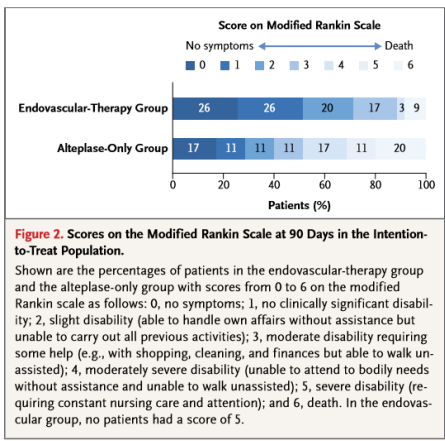 Score on Modified Rankin Scale
No symptoms Death
0 1 2 3 4 5 6
Endovascular-Therapy Group 26 26 20 17 3 9
Alteplase-Only Group 17 11 11 11 17 11 20
0 20 40 60 80 100
Patients (%)
Figure 2. Scores on the Modified Rankin Scale at 90 Days in the Intention-
to-Treat Population.
Shown are the percentages of patients in the endovascular-therapy group
and the alteplase-only group with scores from 0 to 6 on the modified
Rankin scale as follows: 0, no symptoms; 1, no clinically significant disabil-
ity; 2, slight disability (able to handle own affairs without assistance but
unable to carry out all previous activities); 3, moderate disability requiring
some help (e.g., with shopping, cleaning, and finances but able to walk un-
assisted); 4, moderately severe disability (unable to attend to bodily needs
without assistance and unable to walk unassisted); 5, severe disability (re-
quiring constant nursing care and attention); and 6, death. In the endovas-
cular group, no patients had a score of 5.